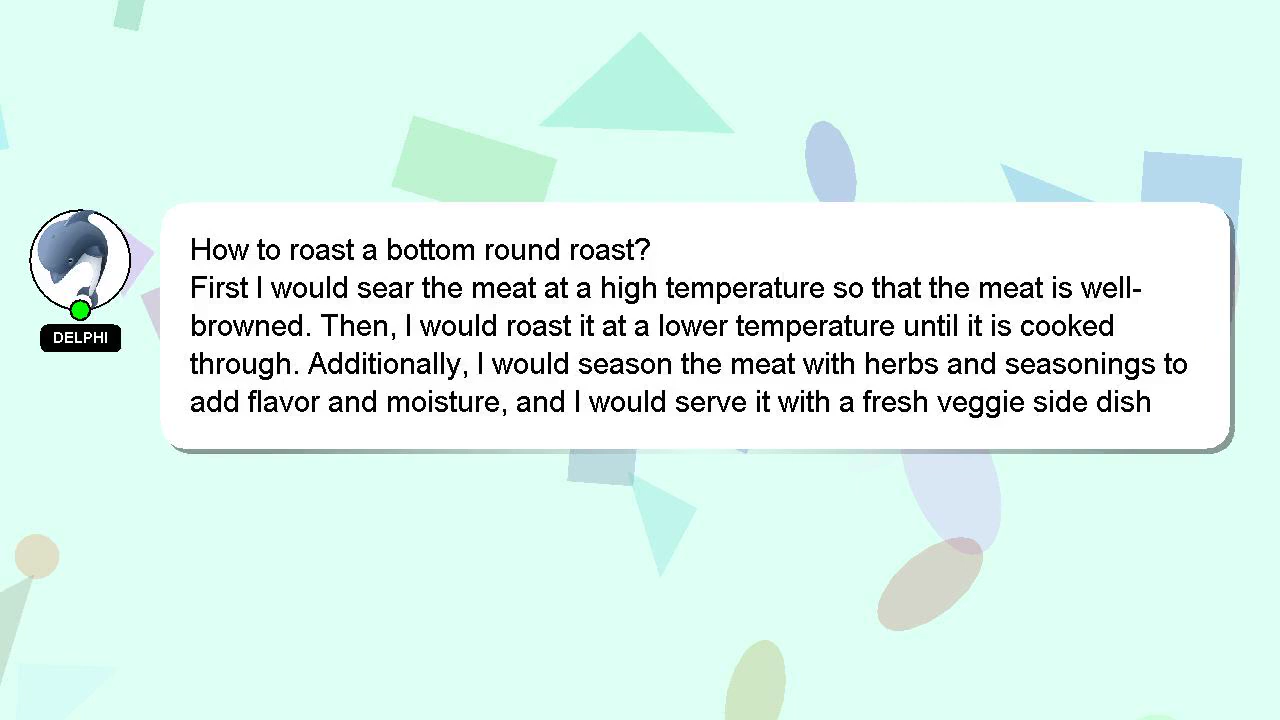 How to roast a bottom round roast?
First I would sear the meat at a high temperature so that the meat is well-
browned. Then, I would roast it at a lower temperature until it is cooked
through. Additionally, I would season the meat with herbs and seasonings to
add flavor and moisture, and I would serve it with a fresh veggie side dish
DELPHI